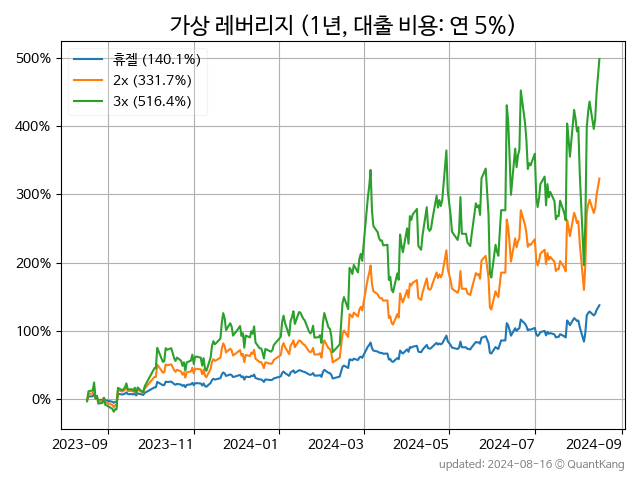 가상 레버리지 (1년, 대출 비용: 연 5%)
휴젤 (140.1%)
2x (331.7%)
3x (516.4%)
500%
400%
300%
200%
100%
0%
2023-09 2023-11 2024-01 2024-03 2024-05 2024-07 2024-09
updated: 2024-08-16 © QuantKang